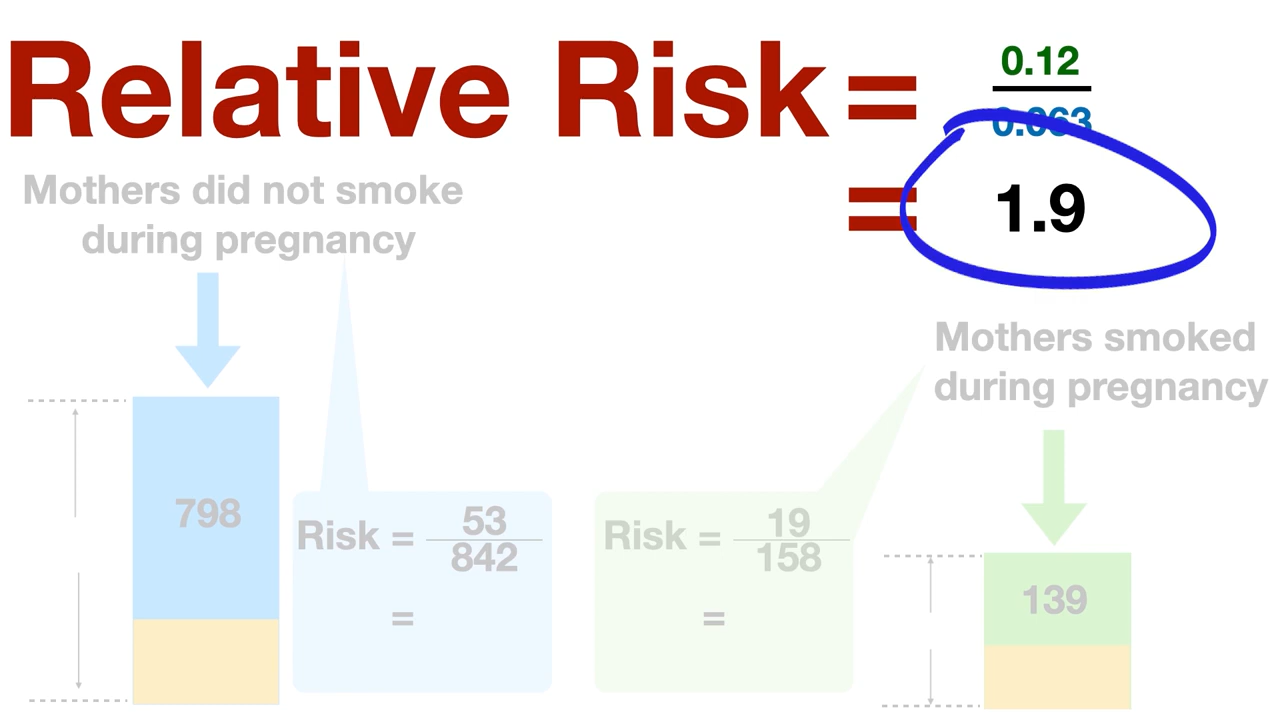 Relative Risk = 0.12
0.063
= 1.9
Mothers did not smoke
during pregnancy
Mothers smoked
during pregnancy
798
Risk = 53
842
=
Risk = 19
158
=
139